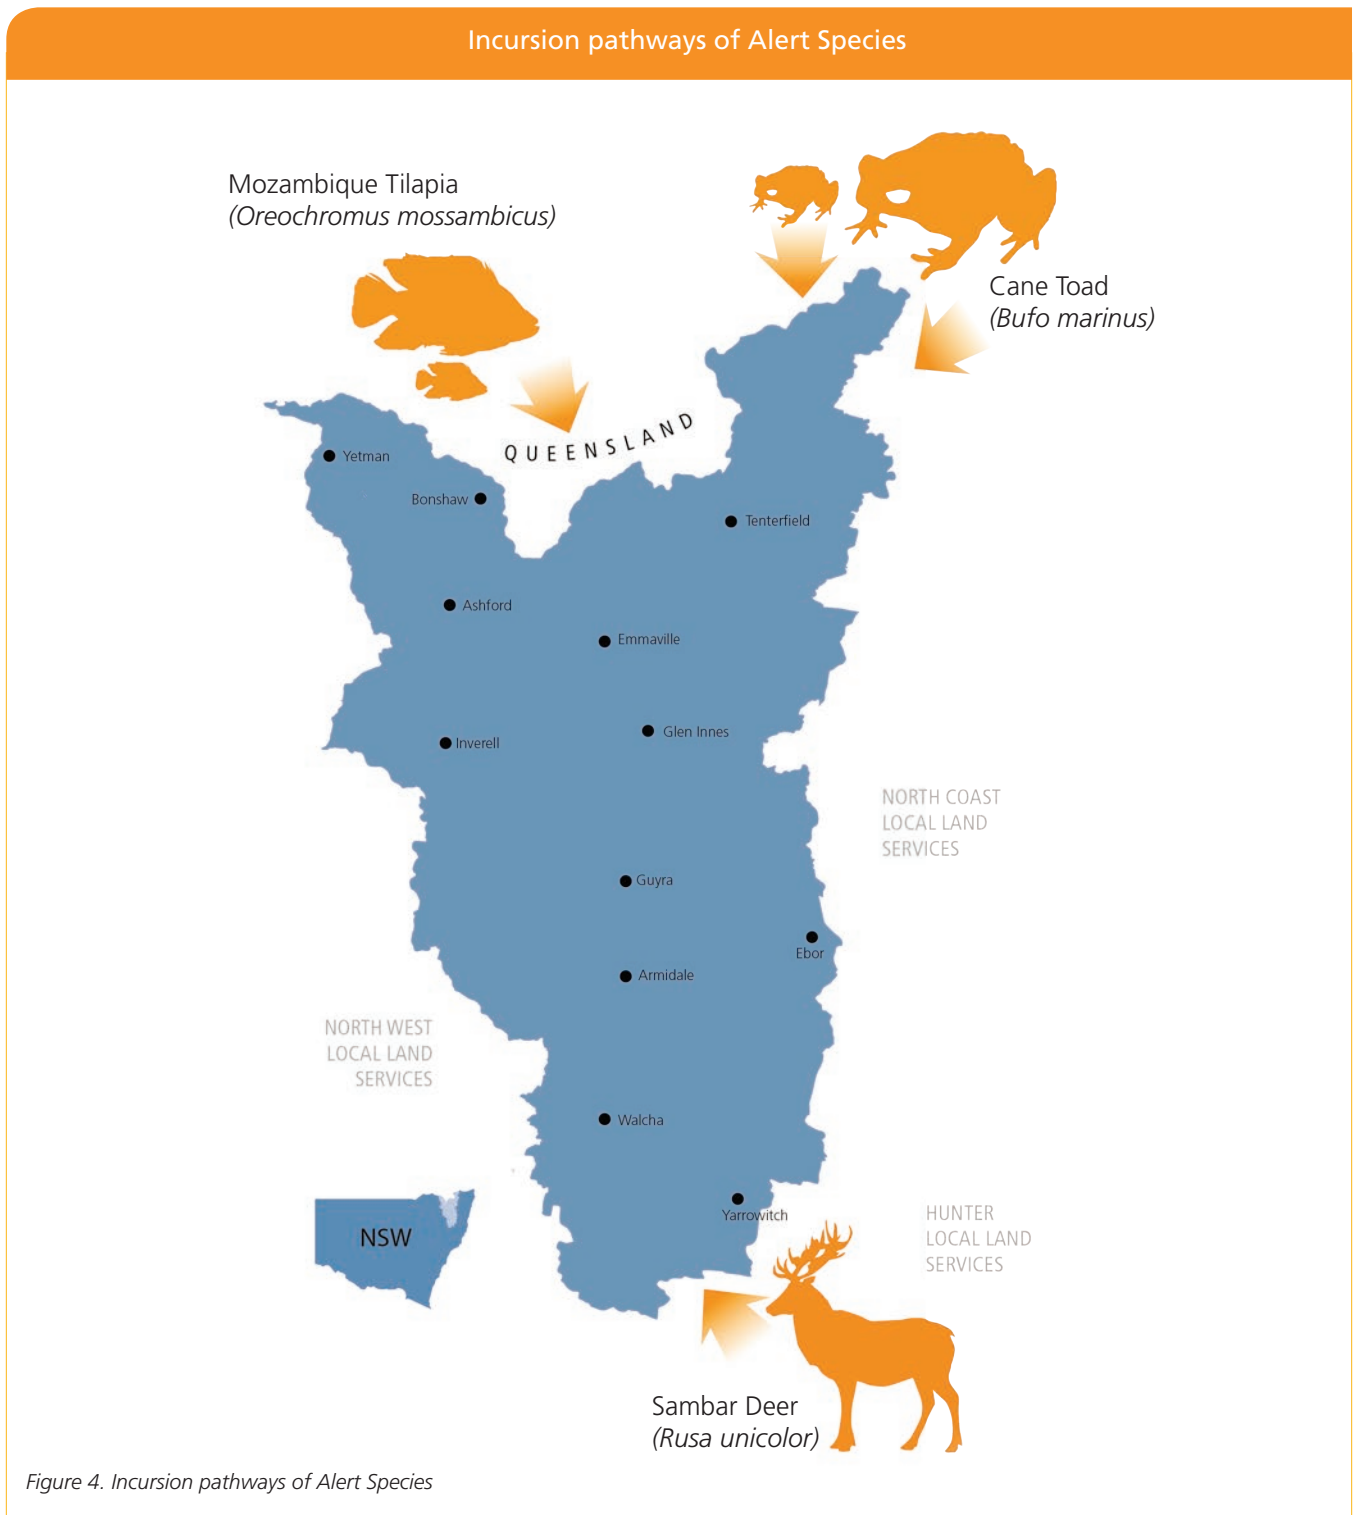 Incursion pathways of Alert Species
Mozambique Tilapia
(Oreochromus mossambicus)
Cane Toad
(Bufo marinus)
QUEENSLAND
Yetman
Bonshaw
Tenterfield
Ashford
Emmaville
Glen Innes
Inverell
NORTH COAST
LOCAL LAND
SERVICES
Guyra
Ebor
Armidale
NORTH WEST
LOCAL LAND
SERVICES
Walcha
Yarrowitch
NSW
HUNTER
LOCAL LAND
SERVICES
Sambar Deer
(Rusa unicolor)
Figure 4. Incursion pathways of Alert Species